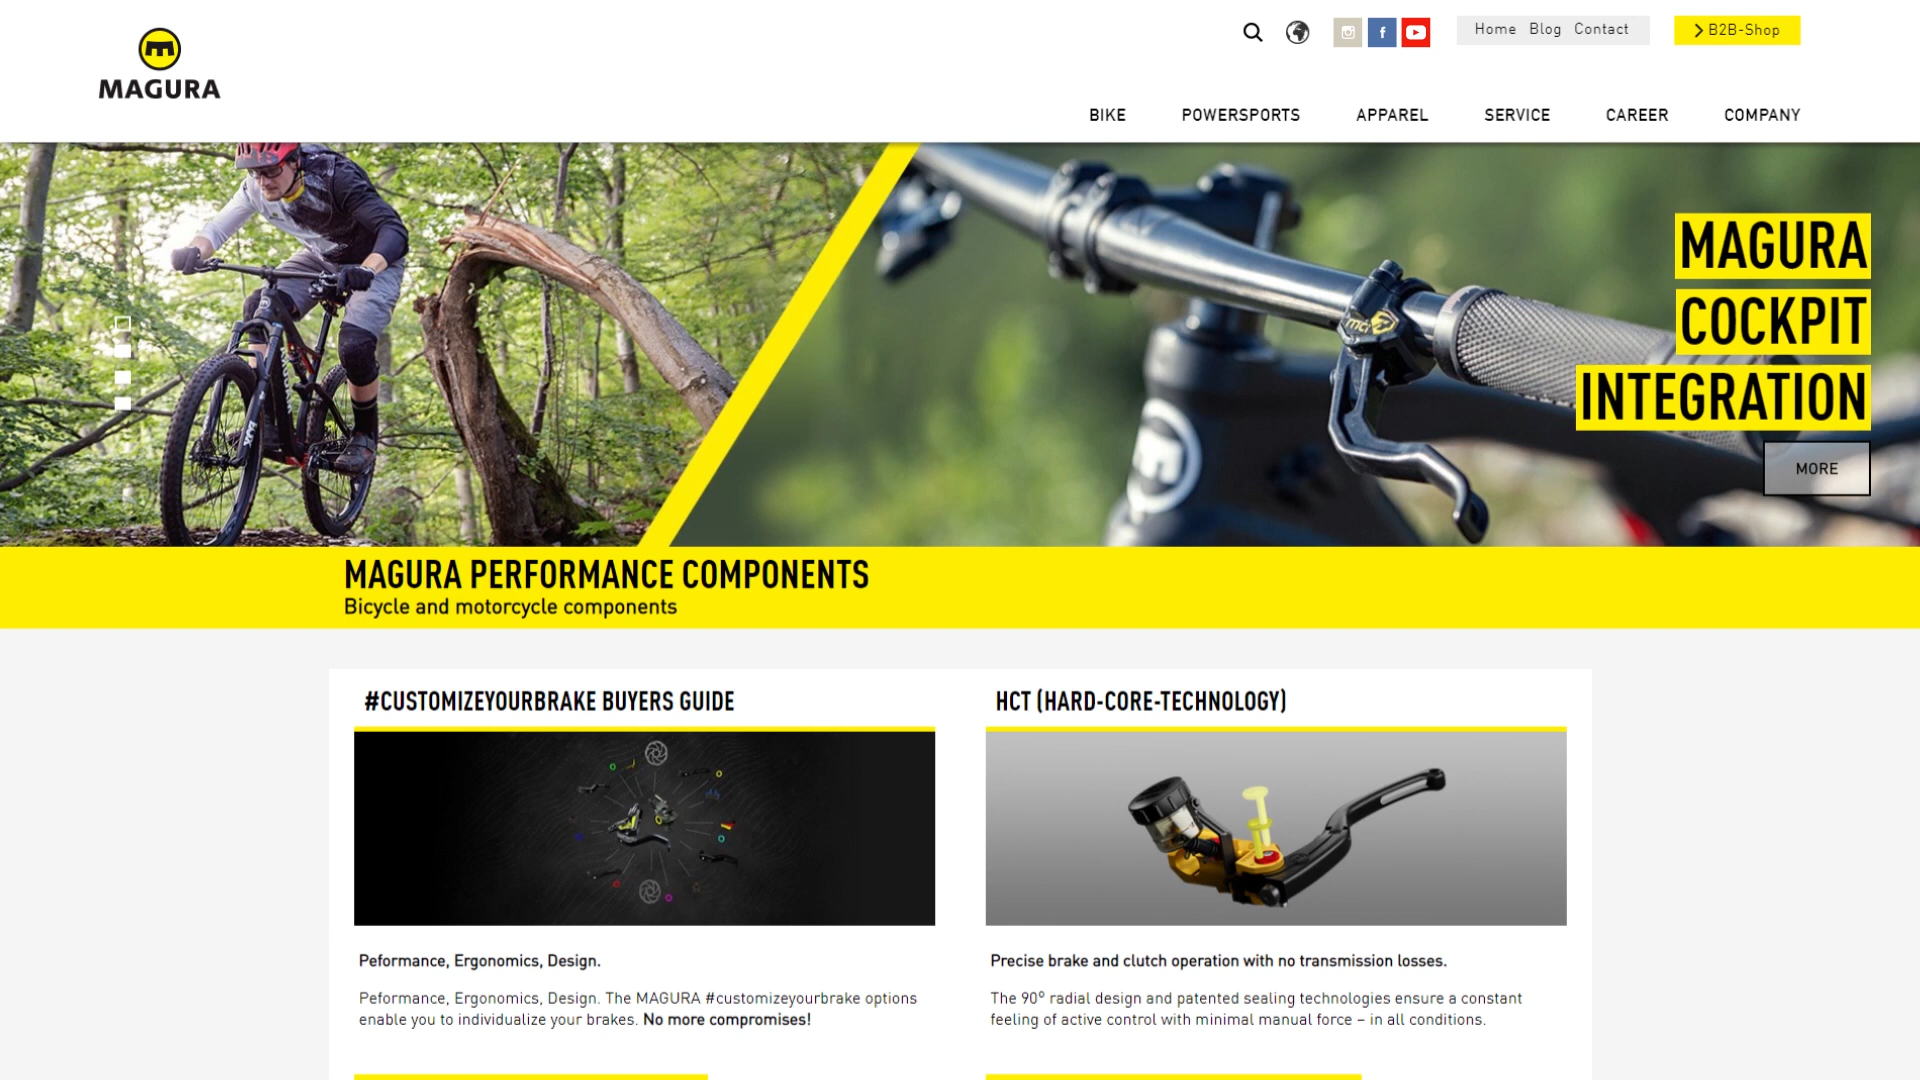 Home Blog Contact
B2B-Shop
MAGURA
BIKE POWERSPORTS APPAREL SERVICE CAREER COMPANY
MAGURA
COCKPIT
INTEGRATION
MORE
MAGURA PERFORMANCE COMPONENTS
Bicycle and motorcycle components
#CUSTOMIZEYOURBRAKE BUYERS GUIDE
Peformance, Ergonomics, Design.
Peformance, Ergonomics, Design. The MAGURA #customizeyourbrake options
enable you to individualize your brakes. No more compromises!
HCT (HARD-CORE-TECHNOLOGY)
Precise brake and clutch operation with no transmission losses.
The 90° radial design and patented sealing technologies ensure a constant
feeling of active control with minimal manual force – in all conditions.